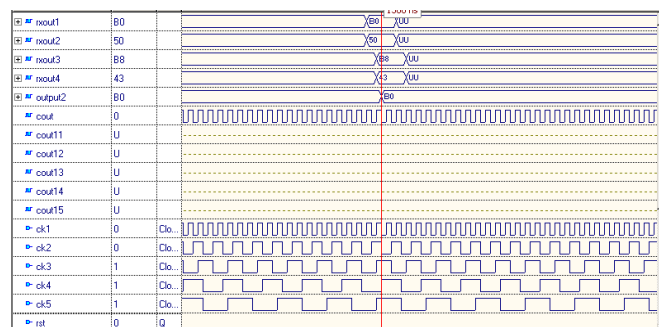 1500 ns
rxout1 B0 B0 UU
rxout2 50 50 UU
rxout3 B8 B8 UU
rxout4 43 43 UU
output2 B0 B0
cout 0
cout11 U
cout12 U
cout13 U
cout14 U
cout15 U
ck1 0 Clo...
ck2 0 Clo...
ck3 1 Clo...
ck4 1 Clo...
ck5 1 Clo...
rst 0 Q